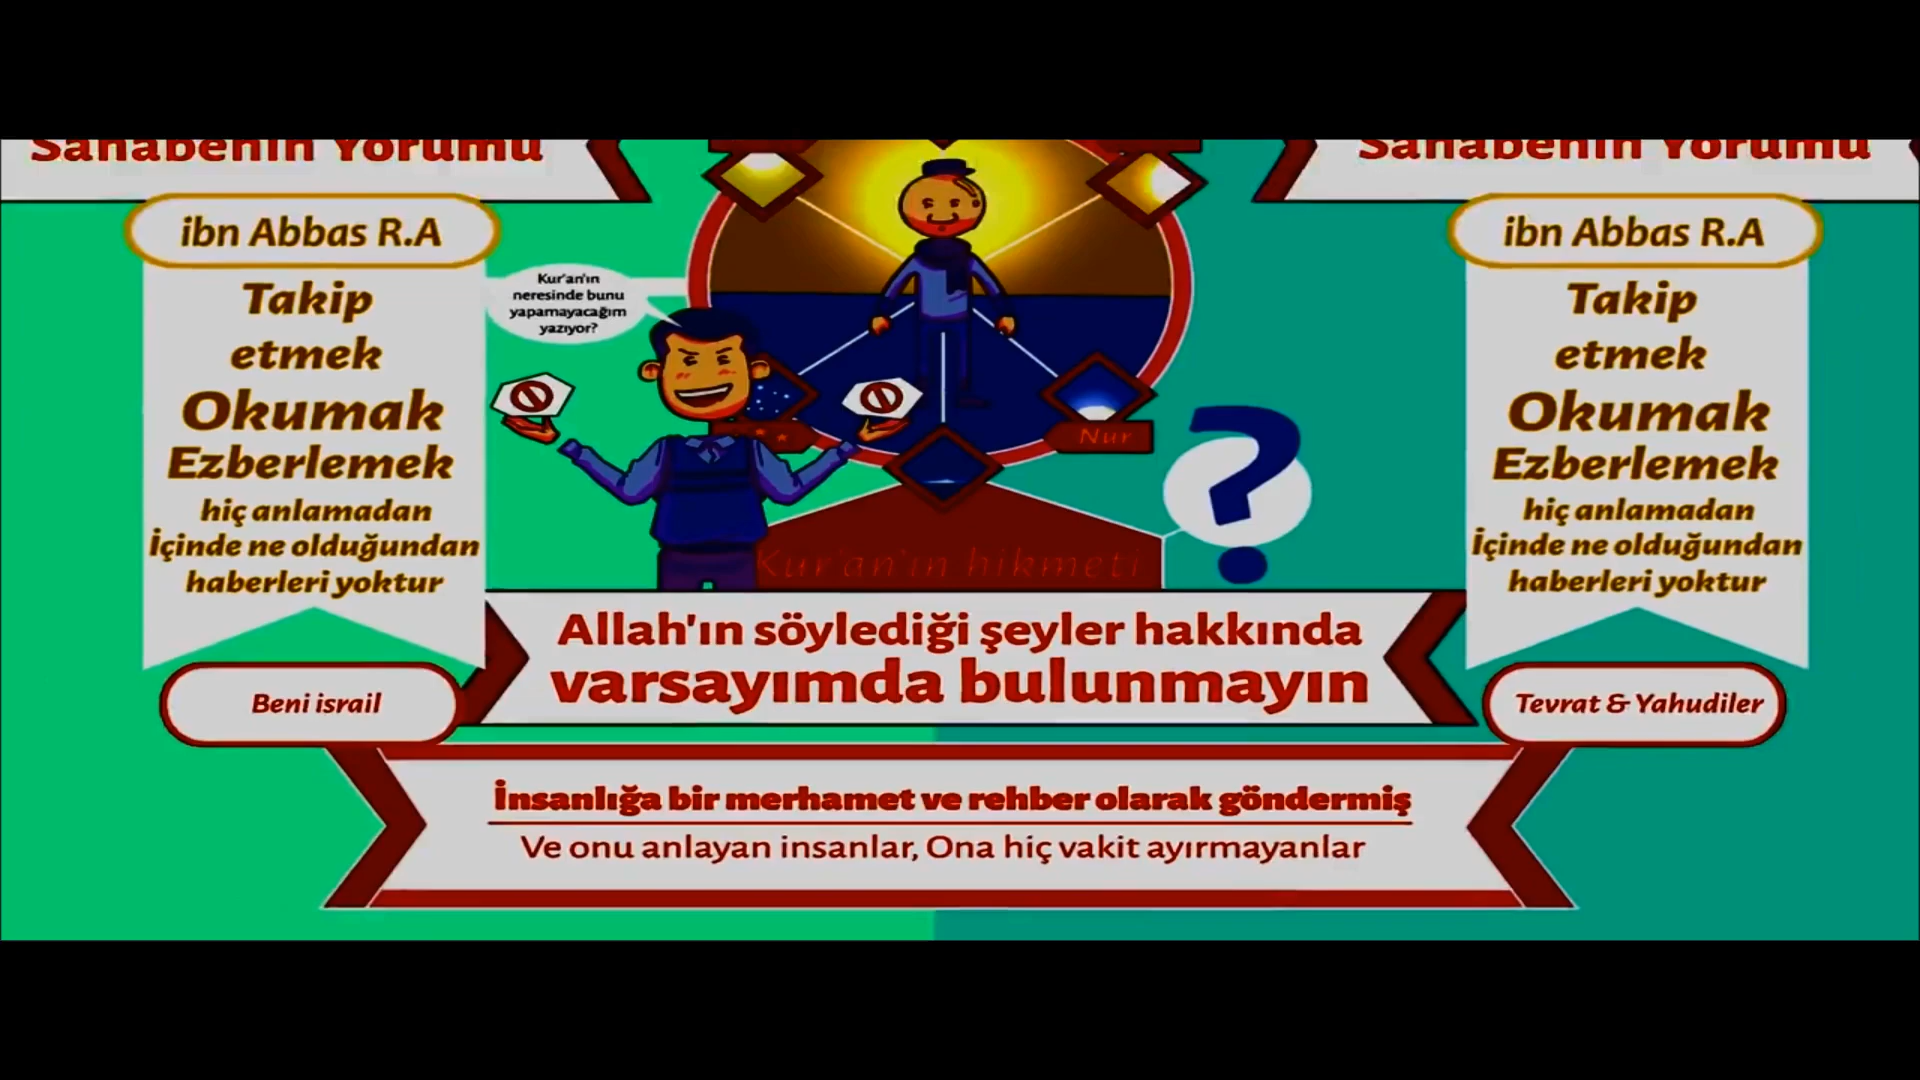 Sahabenin Yorumu
Sahabenin Yorumu
ibn Abbas R.A
Takip
etmek
Okumak
Ezberlemek
hiç anlamadan
İçinde ne olduğundan
haberleri yoktur
Beni israil
Kur'an'ın
neresinde bunu
yapamayacağım
yazıyor?
Nur
Kur'an'ın hikmeti
?
ibn Abbas R.A
Takip
etmek
Okumak
Ezberlemek
hiç anlamadan
İçinde ne olduğundan
haberleri yoktur
Tevrat & Yahudiler
Allah'ın söylediği şeyler hakkında
varsayımda bulunmayın
İnsanlığa bir merhamet ve rehber olarak göndermiş
Ve onu anlayan insanlar, Ona hiç vakit ayırmayanlar